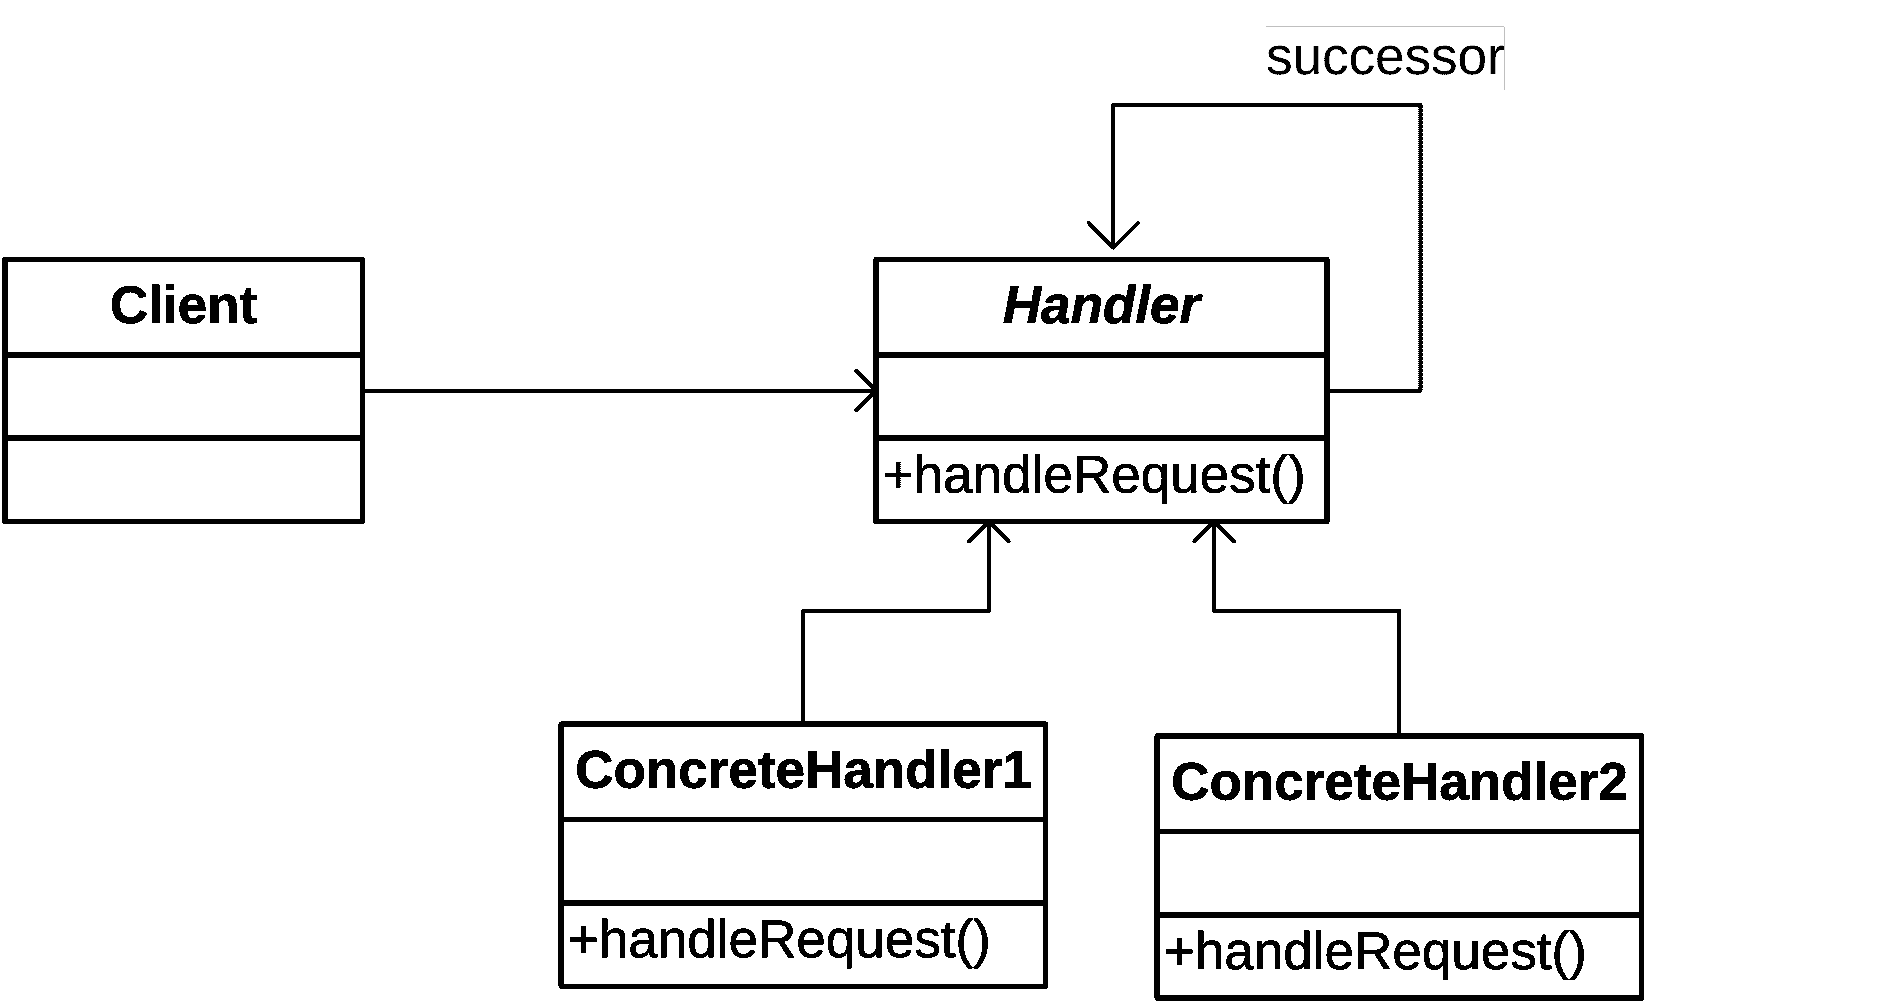 successor
Client
Handler
+handleRequest()
ConcreteHandler1
+handleRequest()
ConcreteHandler2
+handleRequest()